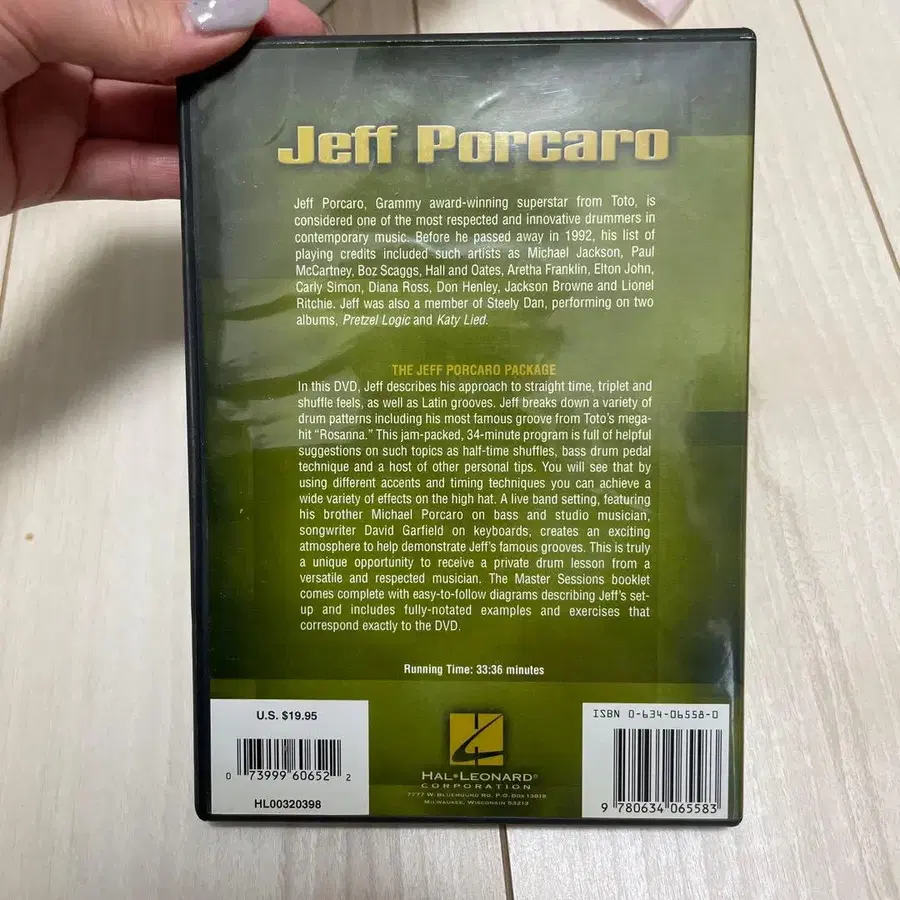 Jeff Porcaro
Jeff Porcaro, Grammy award-winning superstar from Toto, is
considered one of the most respected and innovative drummers in
contemporary music. Before he passed away in 1992, his list of
playing credits included such artists as Michael Jackson, Paul
McCartney, Boz Scaggs, Hall and Oates, Aretha Franklin, Elton John,
Carly Simon, Diana Ross, Don Henley, Jackson Browne and Lionel
Ritchie. Jeff was also a member of Steely Dan, performing on two
albums, Pretzel Logic and Katy Lied.
THE JEFF PORCARO PACKAGE
In this DVD, Jeff describes his approach to straight time, triplet and
shuffle feels, as well as Latin grooves. Jeff breaks down a variety of
drum patterns including his most famous groove from Toto's mega-
hit “Rosanna.” This jam-packed, 34-minute program is full of helpful
suggestions on such topics as half-time shuffles, bass drum pedal
technique and a host of other personal tips. You will see that by
using different accents and timing techniques you can achieve a
wide variety of effects on the high hat. A live band setting, featuring
his brother Michael Porcaro on bass and studio musician,
songwriter David Garfield on keyboards, creates an exciting
atmosphere to help demonstrate Jeff's famous grooves. This is truly
a unique opportunity to receive a private drum lesson from a
versatile and respected musician. The Master Sessions booklet
comes complete with easy-to-follow diagrams describing Jeff's set-
up and includes fully-notated examples and exercises that
correspond exactly to the DVD.
Running Time: 33:36 minutes
U.S. $19.95
0 73999 60652 2
HL00320398
HAL•LEONARD®
CORPORATION
7777 W. BLUEMOUND RD. P.O. BOX 13819
MILWAUKEE, WISCONSIN 53213
ISBN 0-634-06558-0
9 780634 065583